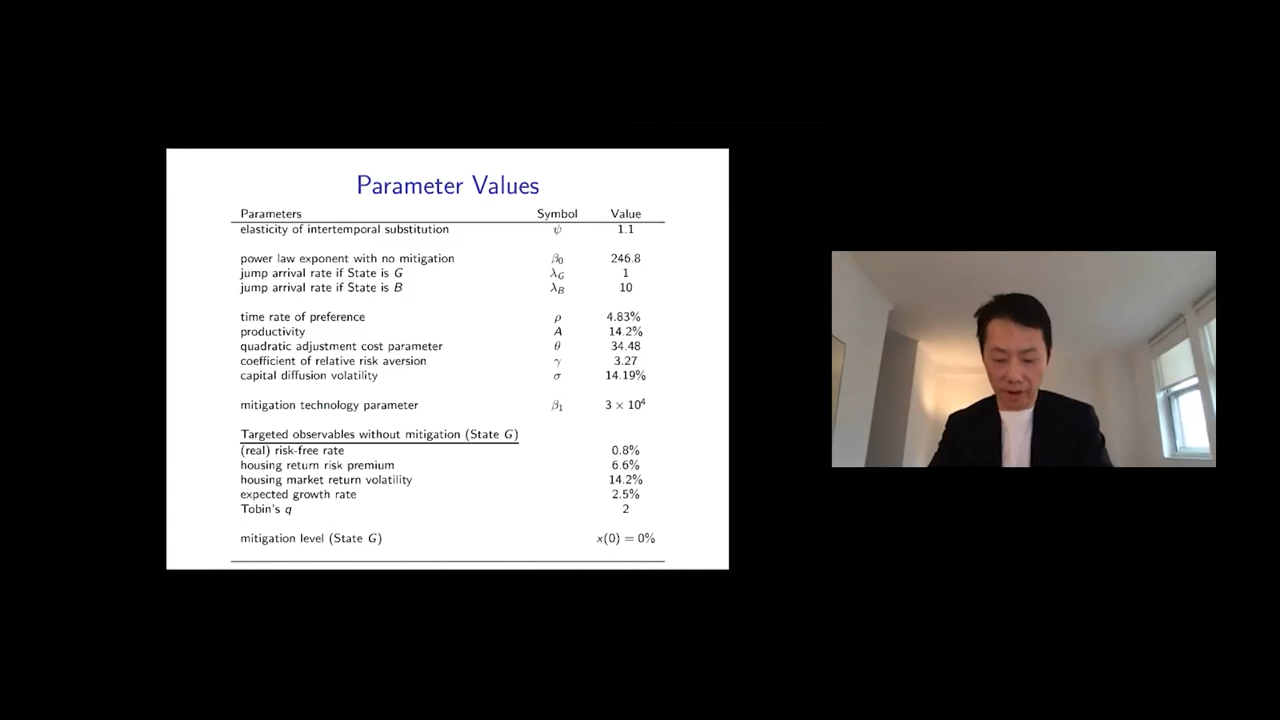 Parameter Values
Parameters Symbol Value
elasticity of intertemporal substitution ψ 1.1
power law exponent with no mitigation β₀ 246.8
jump arrival rate if State is G λ_G 1
jump arrival rate if State is B λ_B 10
time rate of preference ρ 4.83%
productivity A 14.2%
quadratic adjustment cost parameter θ 34.48
coefficient of relative risk aversion γ 3.27
capital diffusion volatility σ 14.19%
mitigation technology parameter β₁ 3 × 10⁴
Targeted observables without mitigation (State G)
(real) risk-free rate 0.8%
housing return risk premium 6.6%
housing market return volatility 14.2%
expected growth rate 2.5%
Tobin's q 2
mitigation level (State G) x(0) = 0%